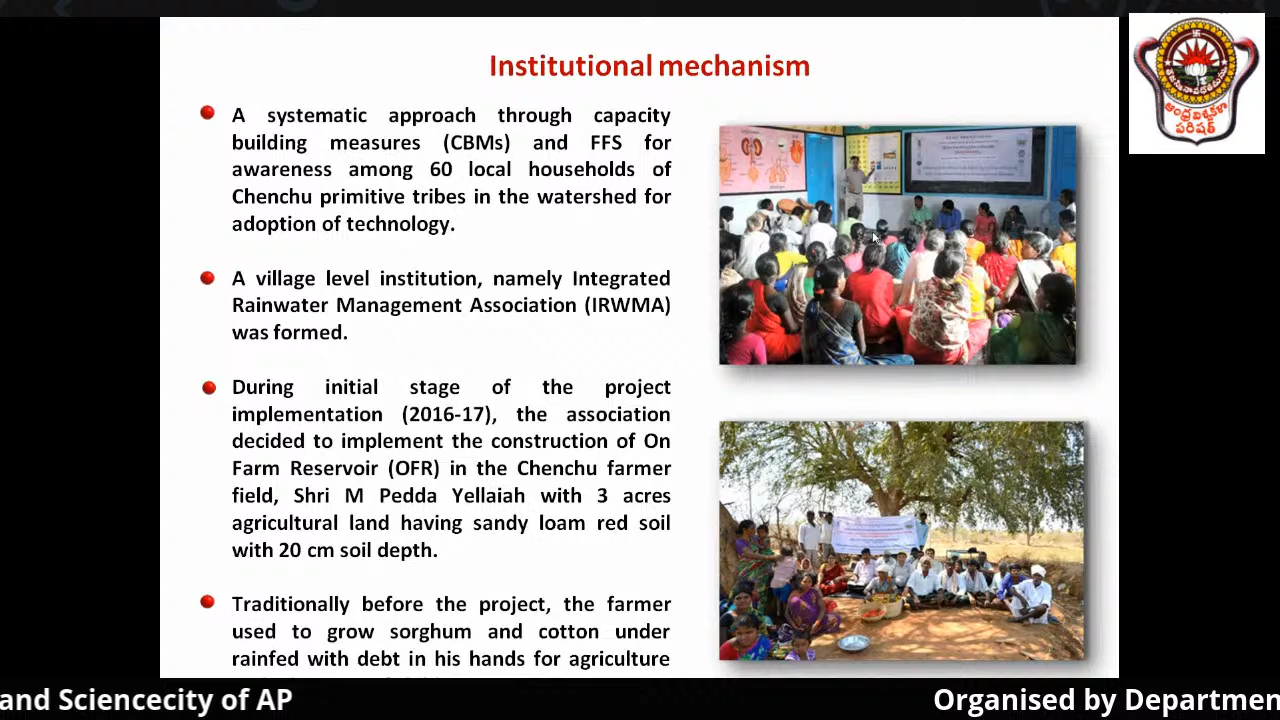 Institutional mechanism
A systematic approach through capacity
building measures (CBMs) and FFS for
awareness among 60 local households of
Chenchu primitive tribes in the watershed for
adoption of technology.
A village level institution, namely Integrated
Rainwater Management Association (IRWMA)
was formed.
During initial stage of the project
implementation (2016-17), the association
decided to implement the construction of On
Farm Reservoir (OFR) in the Chenchu farmer
field, Shri M Pedda Yellaiah with 3 acres
agricultural land having sandy loam red soil
with 20 cm soil depth.
Traditionally before the project, the farmer
used to grow sorghum and cotton under
rainfed with debt in his hands for agriculture
ఆంధ్ర విశ్వకళా
పరిషత్
and Sciencecity of AP
Organised by Departmen